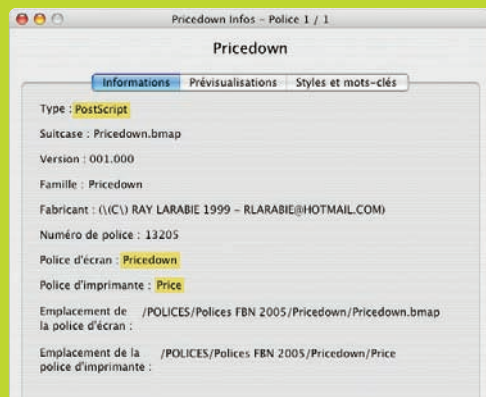 Pricedown Infos – Police 1 / 1
Pricedown
Informations Prévisualisations Styles et mots-clés
Type : PostScript
Suitcase : Pricedown.bmap
Version : 001.000
Famille : Pricedown
Fabricant : (\(C\) RAY LARABIE 1999 – RLARABIE@HOTMAIL.COM)
Numéro de police : 13205
Police d'écran : Pricedown
Police d'imprimante : Price
Emplacement de /POLICES/Polices FBN 2005/Pricedown/Pricedown.bmap
la police d'écran :
Emplacement de la /POLICES/Polices FBN 2005/Pricedown/Price
police d'imprimante :